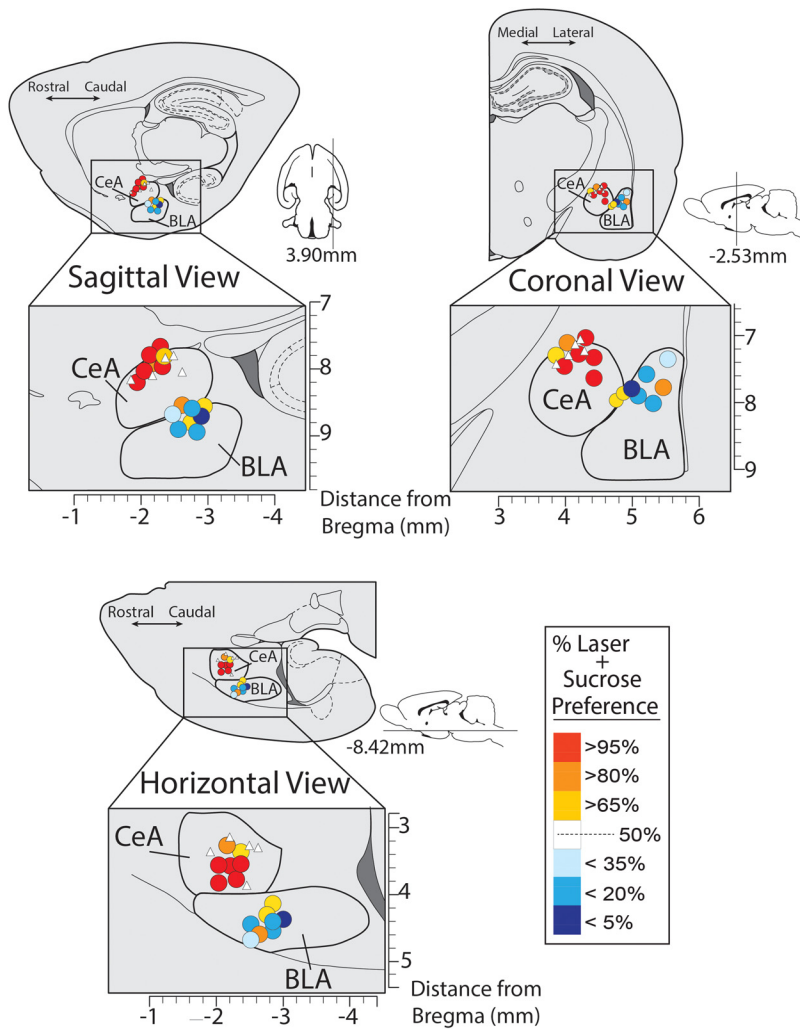 Rostral Caudal
CeA
BLA
3.90mm
Sagittal View
CeA
BLA
7
8
9
-1 -2 -3 -4
Distance from
Bregma (mm)
Medial Lateral
CeA
BLA
-2.53mm
Coronal View
CeA
BLA
7
8
9
3 4 5 6
Rostral Caudal
CeA
BLA
-8.42mm
Horizontal View
CeA
BLA
3
4
5
-1 -2 -3 -4
Distance from
Bregma (mm)
% Laser
+
Sucrose
Preference
>95%
>80%
>65%
50%
< 35%
< 20%
< 5%